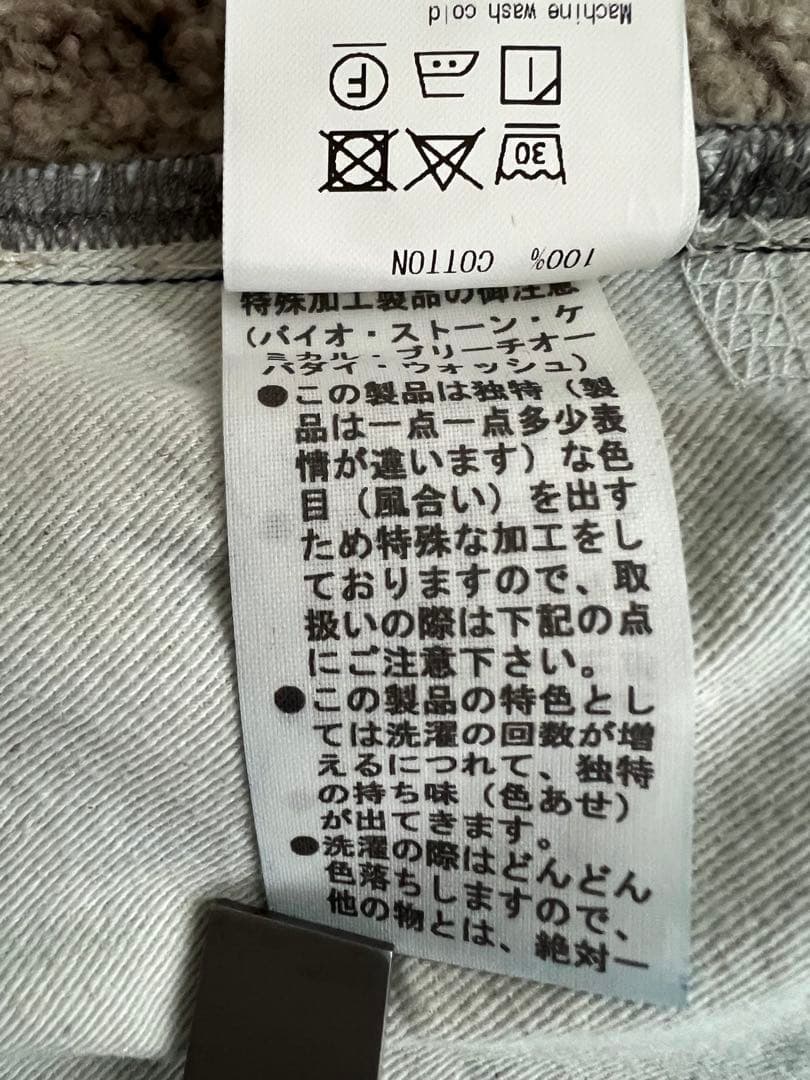 Machine wash cold
F
30
100% COTTON
特殊加工製品の御注意
(バイオ・ストーン・ケ
ミカル・ブリーチオー
バダイ・ウォッシュ)
●この製品は独特(製
品は一点一点多少表
情が違います)な色
目(風合い)を出す
ため特殊な加工をし
ておりますので、取
扱いの際は下記の点
にご注意下さい。
●この製品の特色とし
ては洗濯の回数が増
えるにつれて、独特
の持ち味(色あせ)
が出てきます。
●洗濯の際はどんどん
色落ちしますので、
他の物とは、絶対一